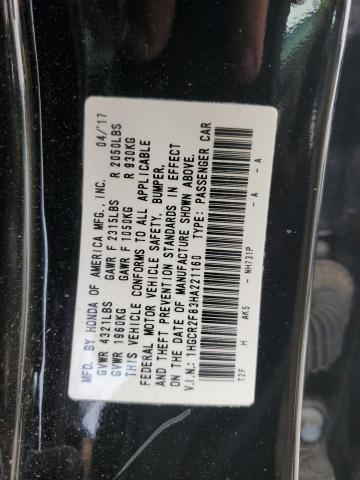 MFD. BY HONDA OF AMERICA MFG., INC. 04/'17
GVWR 4321LBS GAWR F 2315LBS R 2050LBS
GVWR 1960KG GAWR F 1050KG R 930KG
THIS VEHICLE CONFORMS TO ALL APPLICABLE
FEDERAL MOTOR VEHICLE SAFETY, BUMPER,
AND THEFT PREVENTION STANDARDS IN EFFECT
ON THE DATE OF MANUFACTURE SHOWN ABOVE.
V.I.N.: 1HGCR2F83HA221160 TYPE: PASSENGER CAR
T2F H AK5 - NH731P - A - A